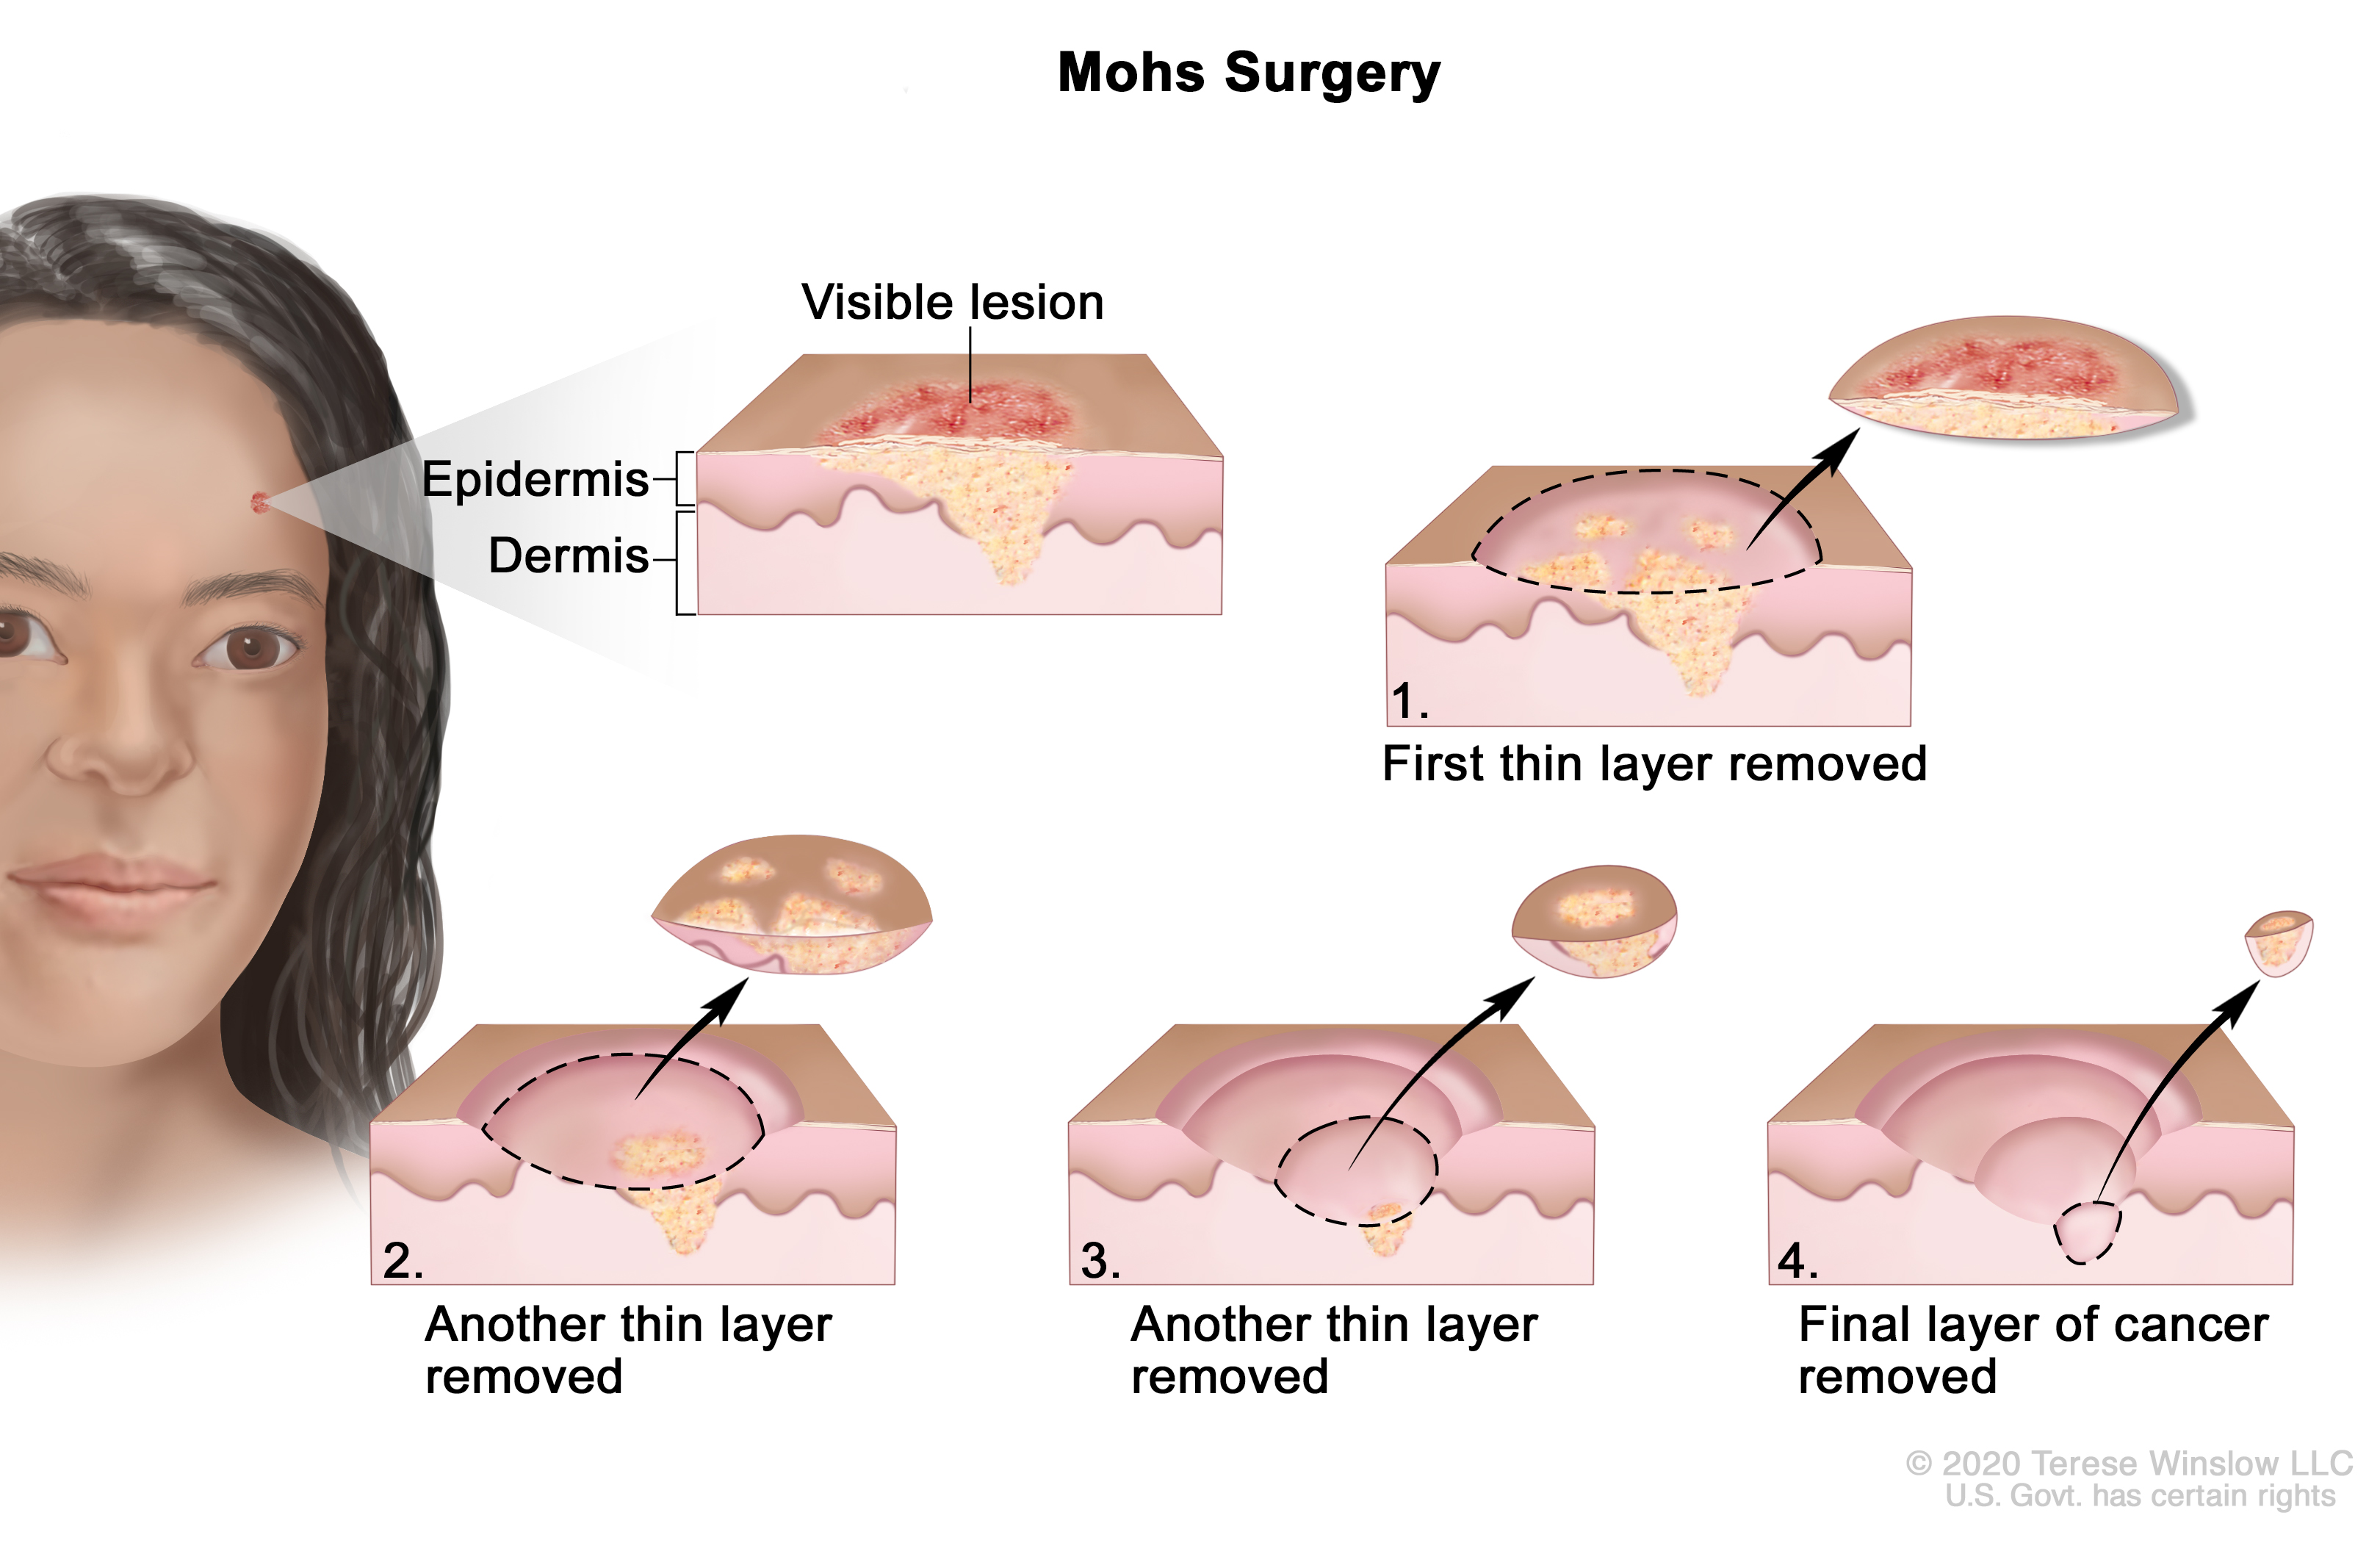 Mohs Surgery
Visible lesion
Epidermis
Dermis
1.
First thin layer removed
2.
Another thin layer
removed
3.
Another thin layer
removed
4.
Final layer of cancer
removed
© 2020 Terese Winslow LLC
U.S. Govt. has certain rights